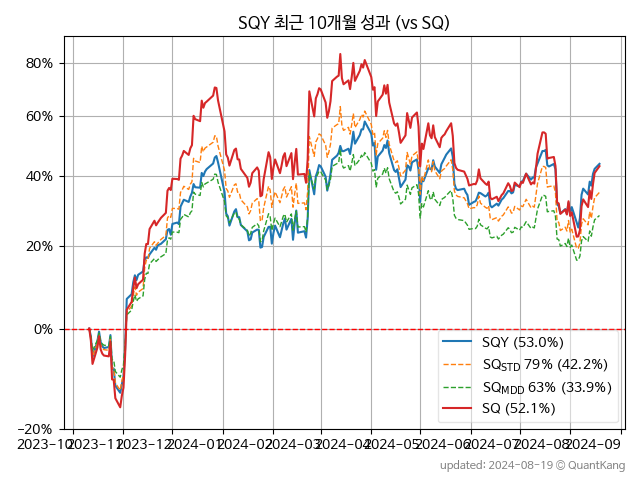 SQY 최근 10개월 성과 (vs SQ)
80%
60%
40%
20%
0%
−20%
SQY (53.0%)
SQSTD 79% (42.2%)
SQMDD 63% (33.9%)
SQ (52.1%)
2023-10 2023-11 2023-12 2024-01 2024-02 2024-03 2024-04 2024-05 2024-06 2024-07 2024-08 2024-09
updated: 2024-08-19 © QuantKang